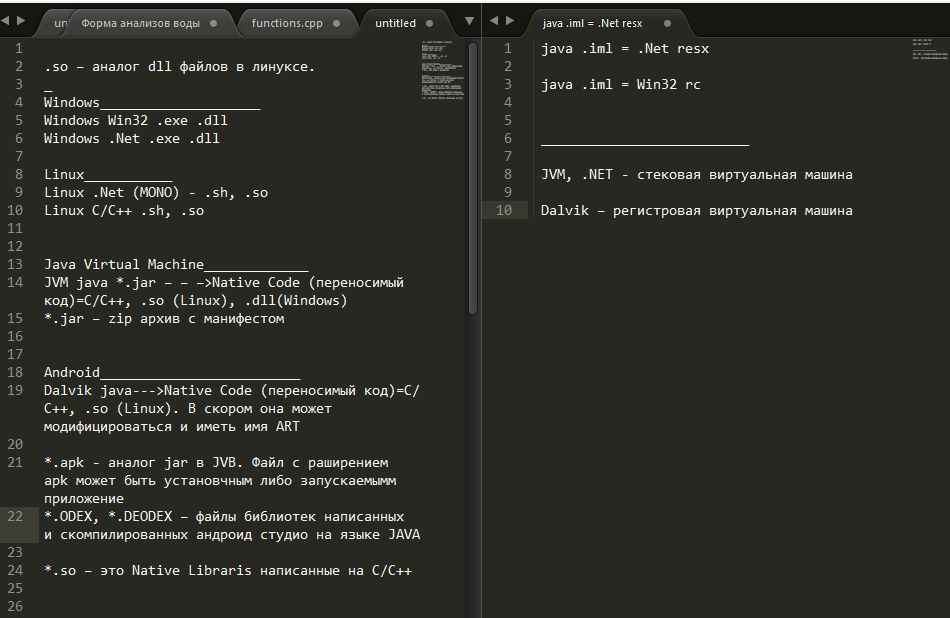 un
Форма анализов воды
functions.cpp
untitled
1
2 .so – аналог dll файлов в линуксе.
3 _
4 Windows____________________
5 Windows Win32 .exe .dll
6 Windows .Net .exe .dll
7
8 Linux___________
9 Linux .Net (MONO) - .sh, .so
10 Linux C/C++ .sh, .so
11
12
13 Java Virtual Machine_____________
14 JVM java *.jar – – –>Native Code (переносимый
код)=C/C++, .so (Linux), .dll(Windows)
15 *.jar – zip архив с манифестом
16
17
18 Android_________________________
19 Dalvik java--->Native Code (переносимый код)=C/
C++, .so (Linux). В скором она может
модифицироваться и иметь имя ART
20
21 *.apk - аналог jar в JVB. Файл с раширением
apk может быть установчным либо запускаемымм
приложение
22 *.ODEX, *.DEODEX – файлы библиотек написанных
и скомпилированных андроид студио на языке JAVA
23
24 *.so – это Native Libraris написанные на C/C++
25
26
java .iml = .Net resx
1 java .iml = .Net resx
2
3 java .iml = Win32 rc
4
5
6 __________________________
7
8 JVM, .NET - стековая виртуальная машина
9
10 Dalvik – регистровая виртуальная машина